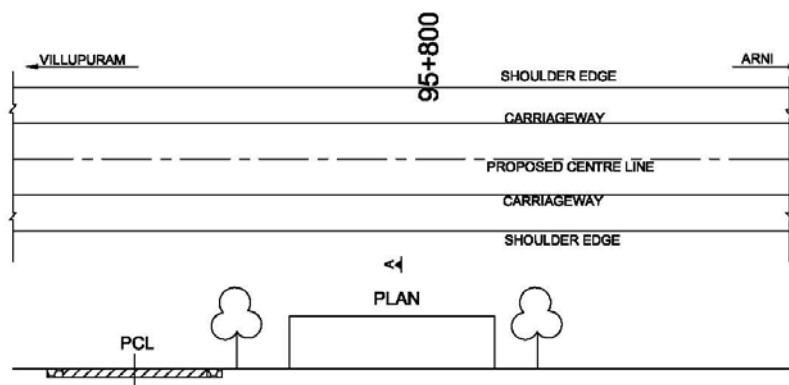 95+800
VILLUPURAM
ARNI
SHOULDER EDGE
CARRIAGEWAY
PROPOSED CENTRE LINE
CARRIAGEWAY
SHOULDER EDGE
A
PLAN
PCL